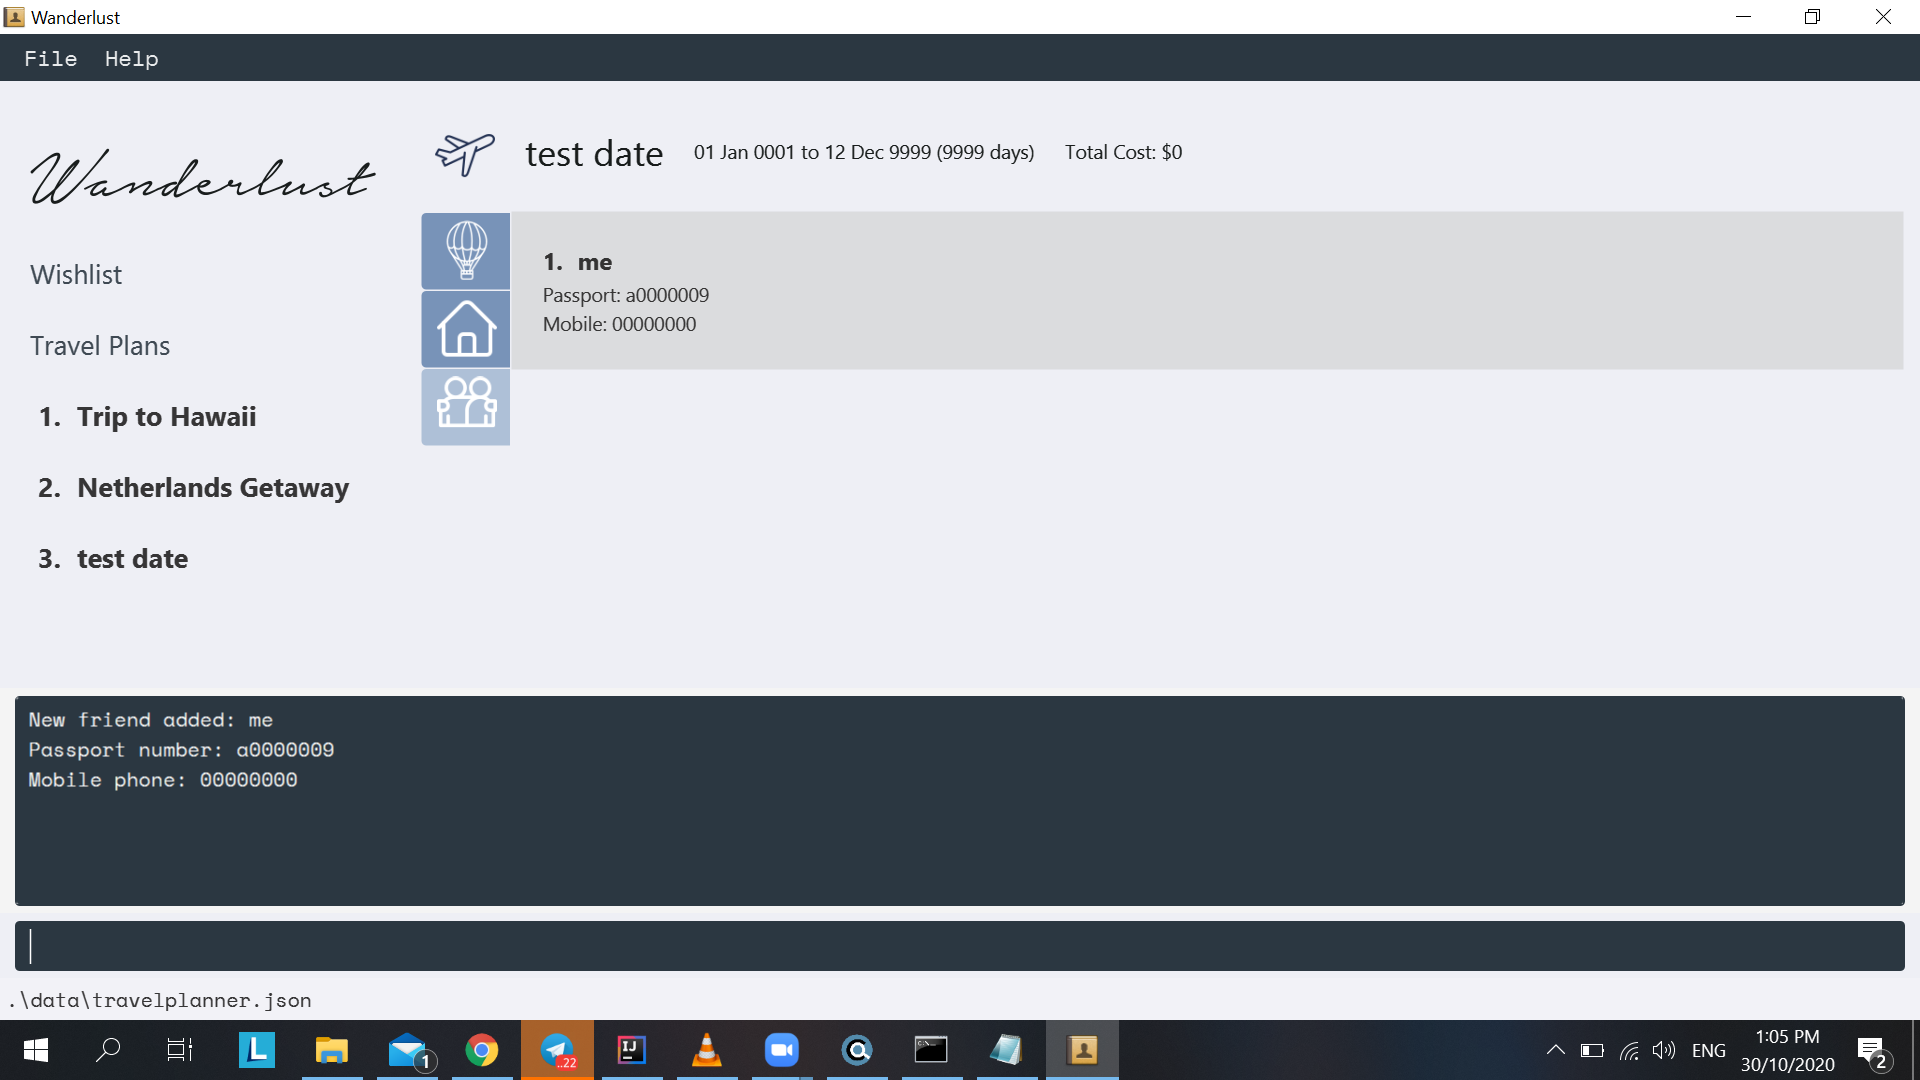 Wanderlust
File Help
Wanderlust
Wishlist
Travel Plans
1. Trip to Hawaii
2. Netherlands Getaway
3. test date
test date 01 Jan 0001 to 12 Dec 9999 (9999 days) Total Cost: $0
1. me
Passport: a0000009
Mobile: 00000000
New friend added: me
Passport number: a0000009
Mobile phone: 00000000
.\data\travelplanner.json
L
1
..22
IJ
C:\
ENG
1:05 PM
30/10/2020
2